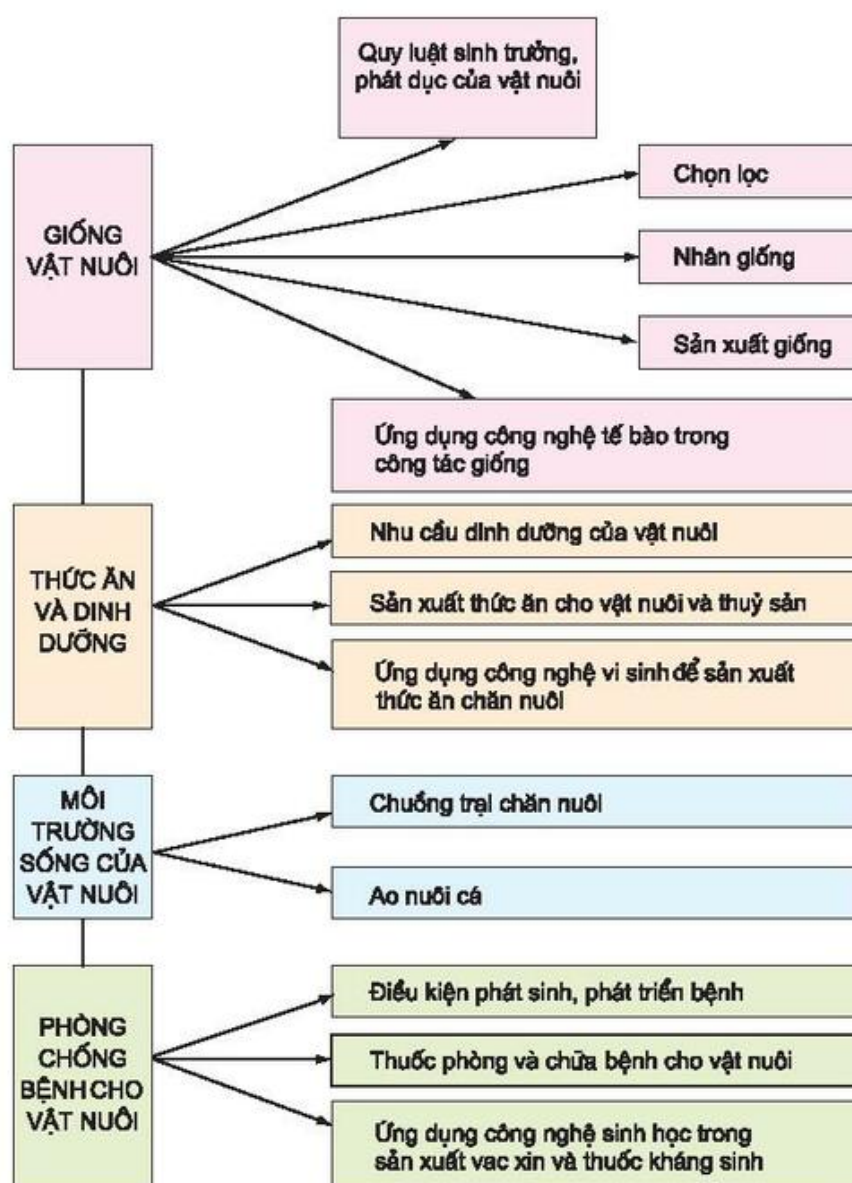 Quy luật sinh trưởng,
phát dục của vật nuôi
GIỐNG
VẬT NUÔI
Chọn lọc
Nhân giống
Sản xuất giống
Ứng dụng công nghệ tế bào trong
công tác giống
THỨC ĂN
VÀ DINH
DƯỠNG
Nhu cầu dinh dưỡng của vật nuôi
Sản xuất thức ăn cho vật nuôi và thuỷ sản
Ứng dụng công nghệ vi sinh để sản xuất
thức ăn chăn nuôi
MÔI
TRƯỜNG
SỐNG CỦA
VẬT NUÔI
Chuồng trại chăn nuôi
Ao nuôi cá
PHÒNG
CHỐNG
BỆNH CHO
VẬT NUÔI
Điều kiện phát sinh, phát triển bệnh
Thuốc phòng và chữa bệnh cho vật nuôi
Ứng dụng công nghệ sinh học trong
sản xuất vac xin và thuốc kháng sinh